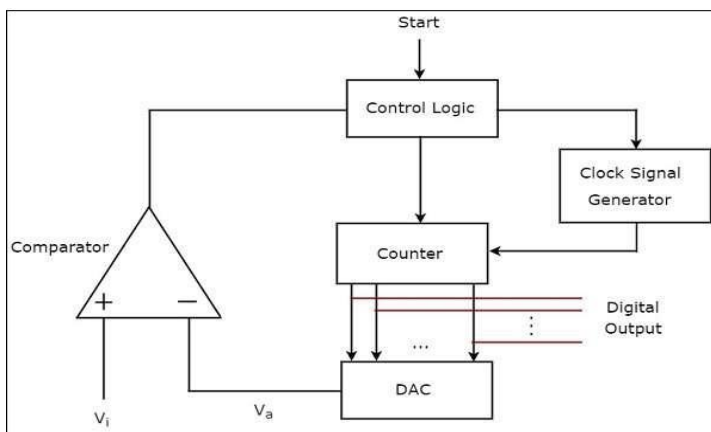 Start
Control Logic
Clock Signal
Generator
Comparator
Counter
+ −
Digital
Output
...
DAC
Vi
Va